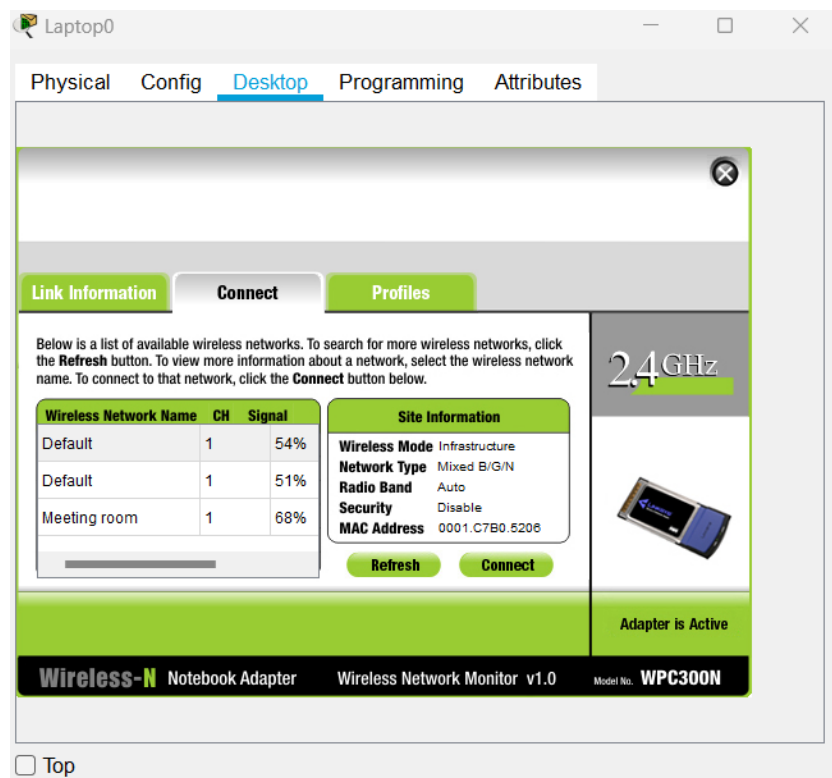 Laptop0
Physical Config Desktop Programming Attributes
Link Information Connect Profiles
Below is a list of available wireless networks. To search for more wireless networks, click
the Refresh button. To view more information about a network, select the wireless network
name. To connect to that network, click the Connect button below.
2.4GHz
Wireless Network Name CH Signal
Default 1 54%
Default 1 51%
Meeting room 1 68%
Site Information
Wireless Mode Infrastructure
Network Type Mixed B/G/N
Radio Band Auto
Security Disable
MAC Address 0001.C7B0.5206
Refresh Connect
Adapter is Active
Wireless-N Notebook Adapter Wireless Network Monitor v1.0 Model No. WPC300N
Top